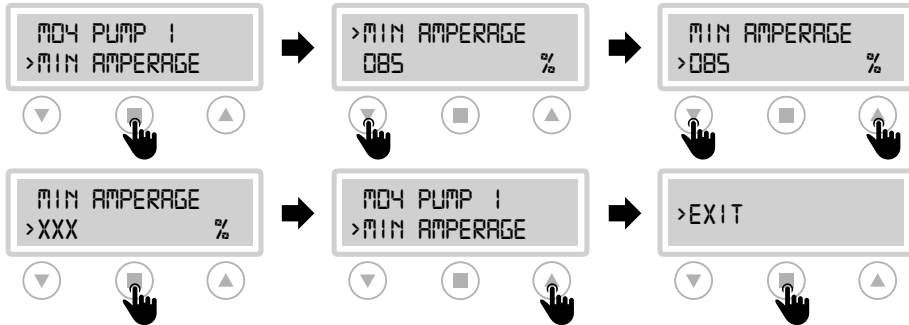 M04 PUMP 1
>MIN AMPERAGE
>MIN AMPERAGE
085 %
MIN AMPERAGE
>085 %
MIN AMPERAGE
>XXX %
M04 PUMP 1
>MIN AMPERAGE
>EXIT